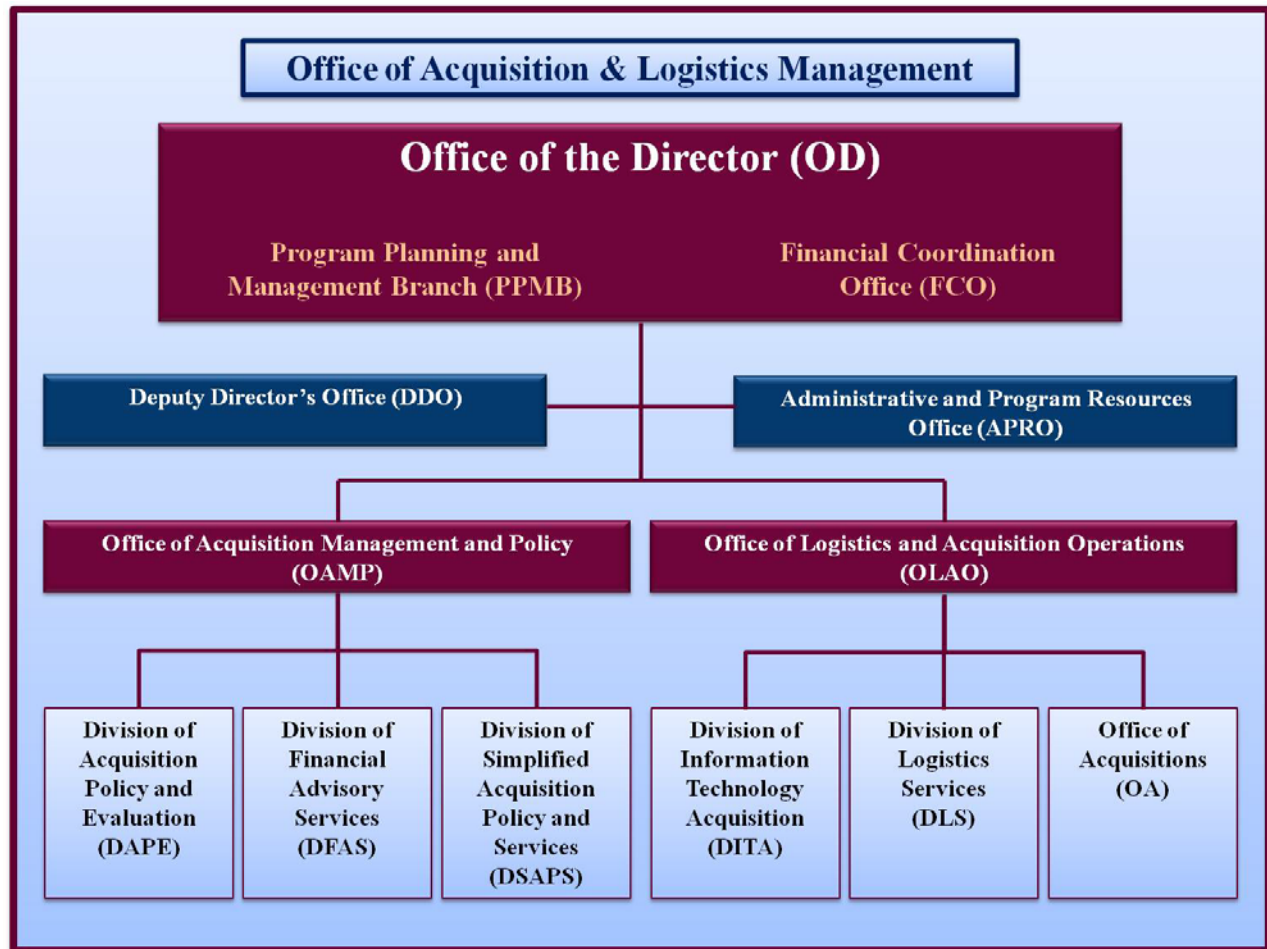 Office of Acquisition & Logistics Management
Office of the Director (OD)
Program Planning and
Management Branch (PPMB)
Financial Coordination
Office (FCO)
Deputy Director’s Office (DDO)
Administrative and Program Resources
Office (APRO)
Office of Acquisition Management and Policy
(OAMP)
Office of Logistics and Acquisition Operations
(OLAO)
Division of
Acquisition
Policy and
Evaluation
(DAPE)
Division of
Financial
Advisory
Services
(DFAS)
Division of
Simplified
Acquisition
Policy and
Services
(DSAPS)
Division of
Information
Technology
Acquisition
(DITA)
Division of
Logistics
Services
(DLS)
Office of
Acquisitions
(OA)